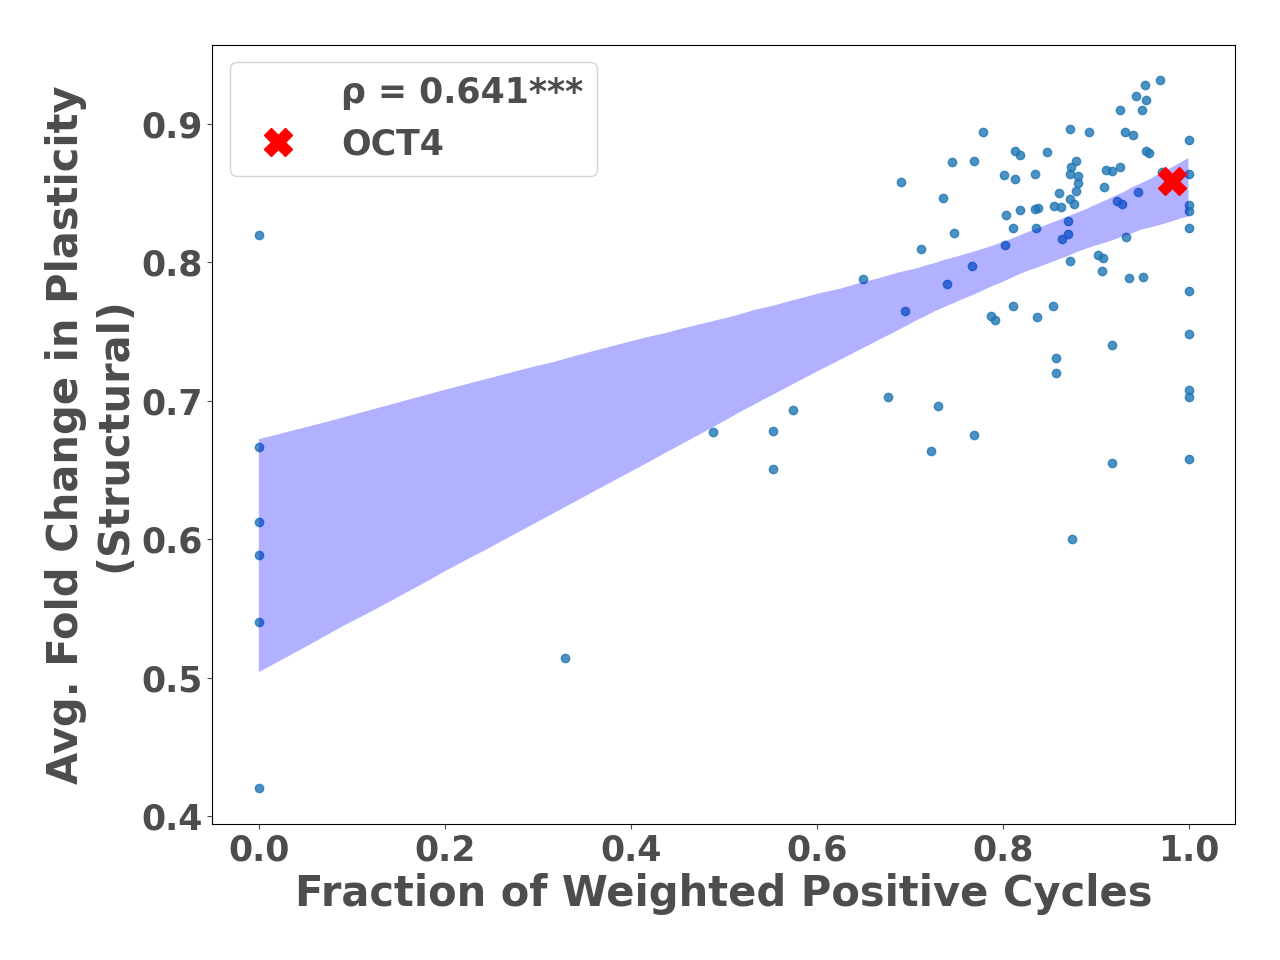 ρ = 0.641***
OCT4
Avg. Fold Change in Plasticity
(Structural)
0.9
0.8
0.7
0.6
0.5
0.4
0.0 0.2 0.4 0.6 0.8 1.0
Fraction of Weighted Positive Cycles